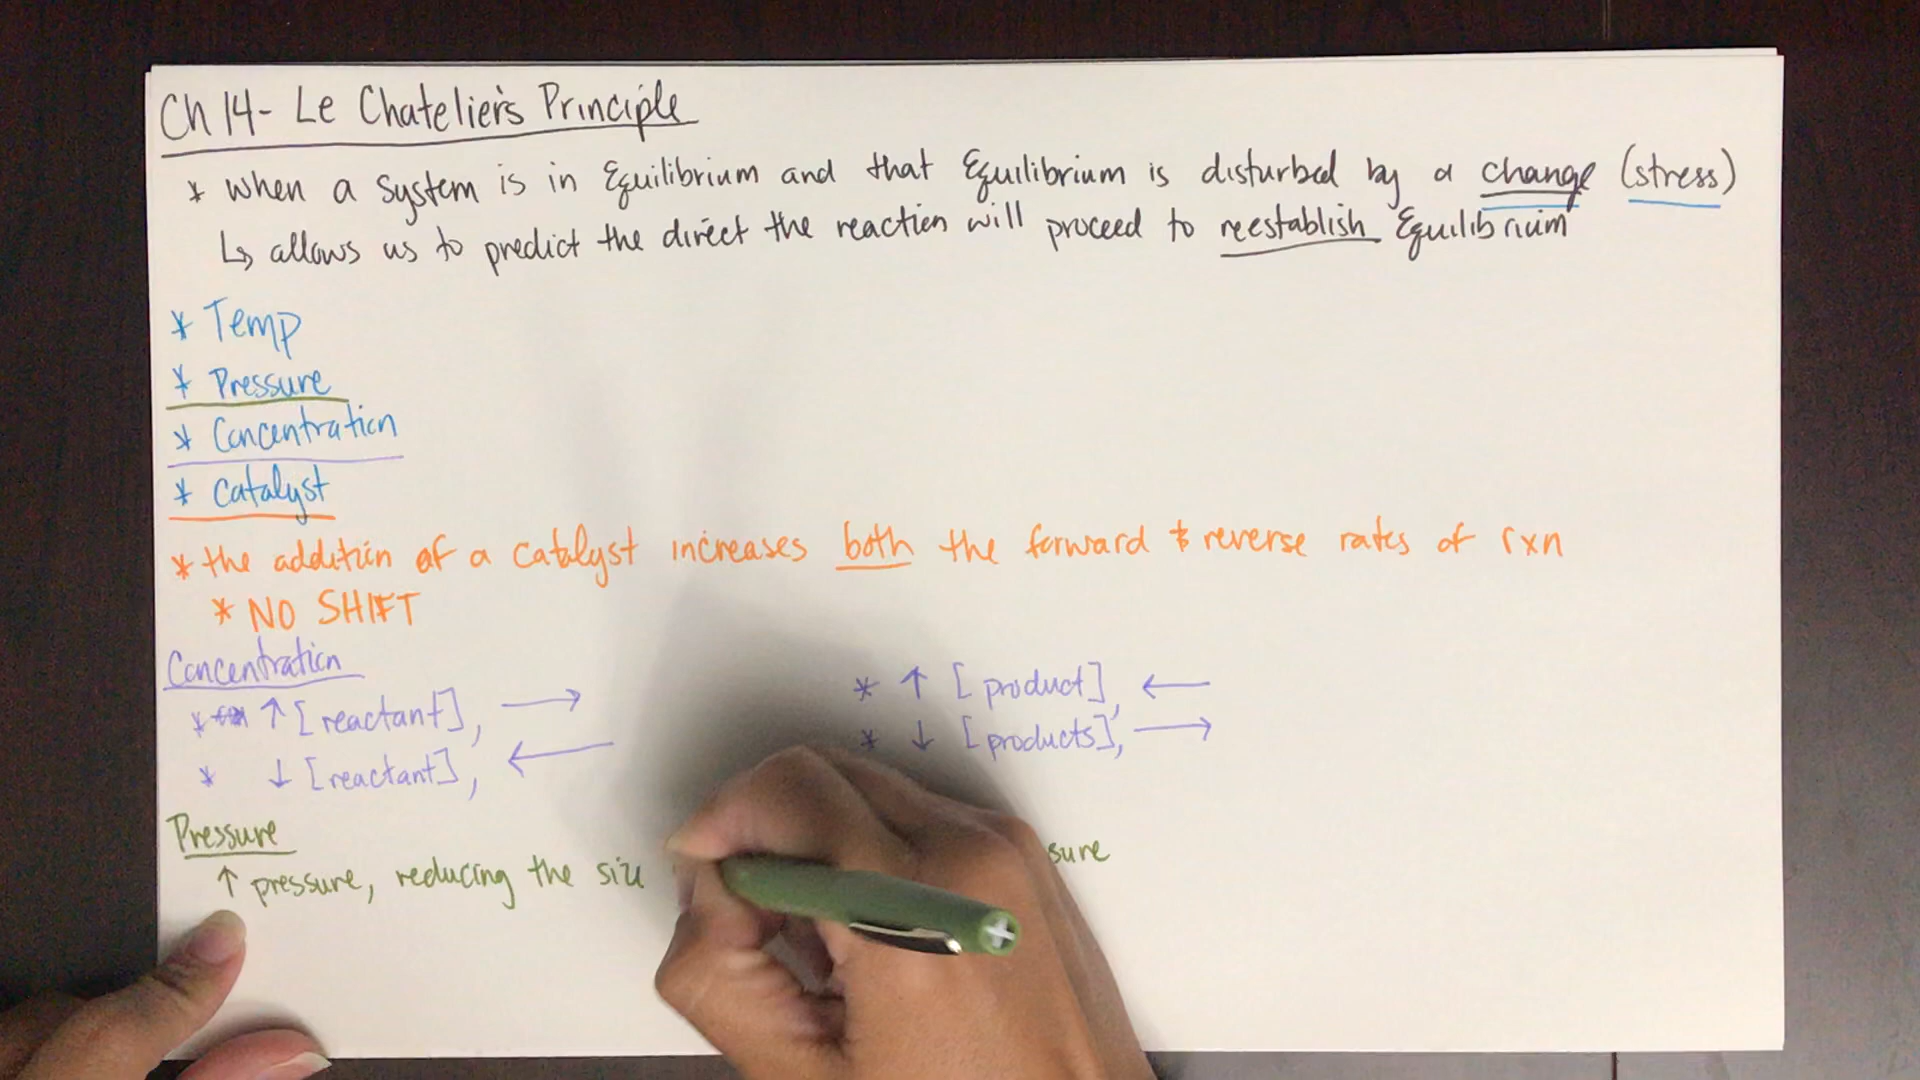 Ch 14- Le Chatelier's Principle
* when a system is in Equilibrium and that Equilibrium is disturbed by a change (stress)
↳ allows us to predict the direct the reaction will proceed to reestablish Equilibrium
* Temp
* Pressure
* Concentration
* Catalyst
* the addition of a catalyst increases both the forward & reverse rates of rxn
* NO SHIFT
Concentration
* ↑ [reactant], →
* ↓ [reactant], ←
* ↑ [product], ←
* ↓ [products], →
Pressure
↑ pressure, reducing the size